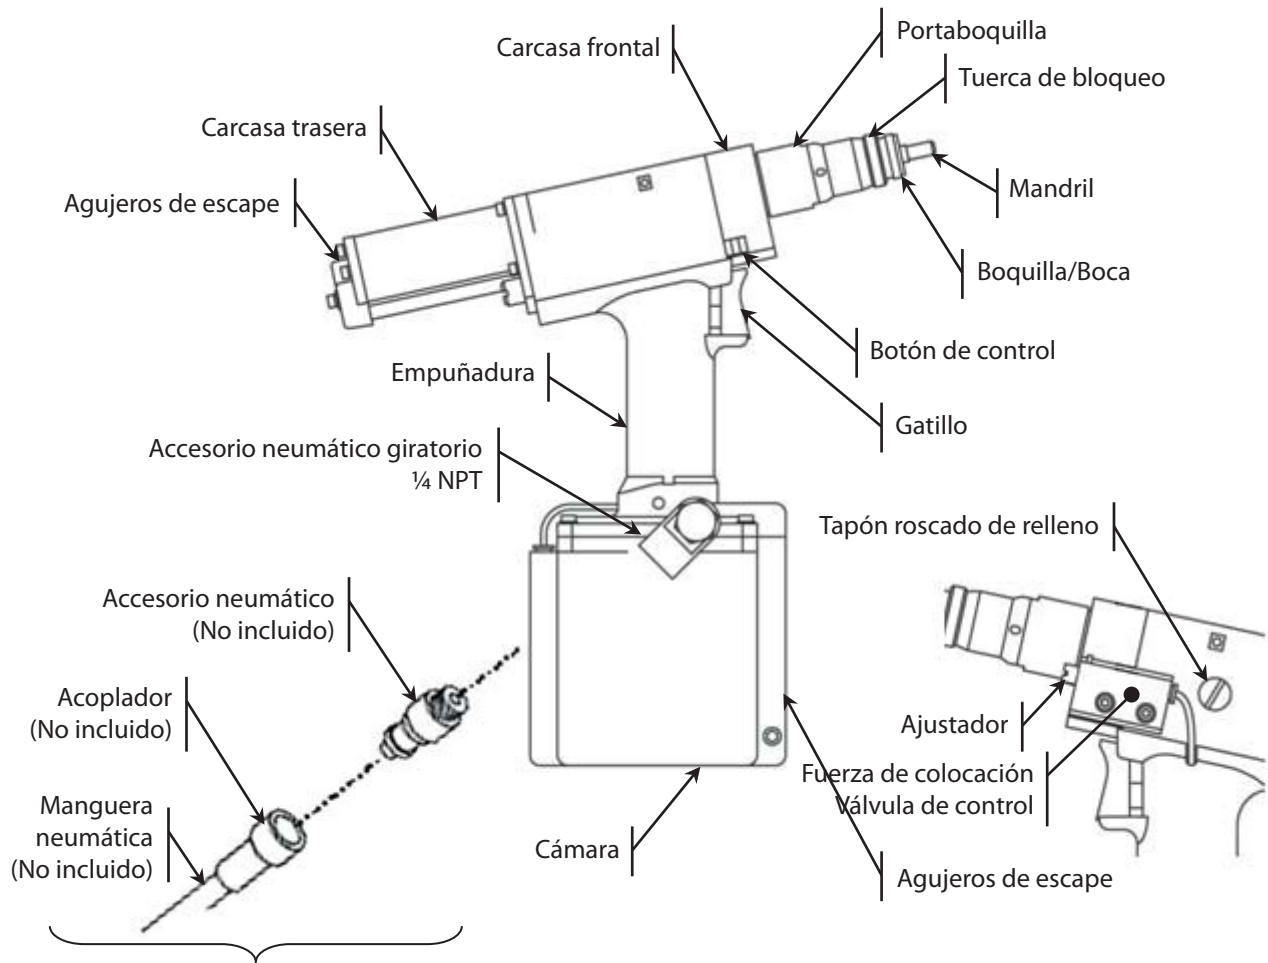 Portaboquilla
Carcasa frontal
Tuerca de bloqueo
Carcasa trasera
Mandril
Agujeros de escape
Boquilla/Boca
Botón de control
Empuñadura
Gatillo
Accesorio neumático giratorio
¼ NPT
Tapón roscado de relleno
Accesorio neumático
(No incluido)
Acoplador
(No incluido)
Ajustador
Fuerza de colocación
Válvula de control
Manguera
neumática
(No incluido)
Cámara
Agujeros de escape